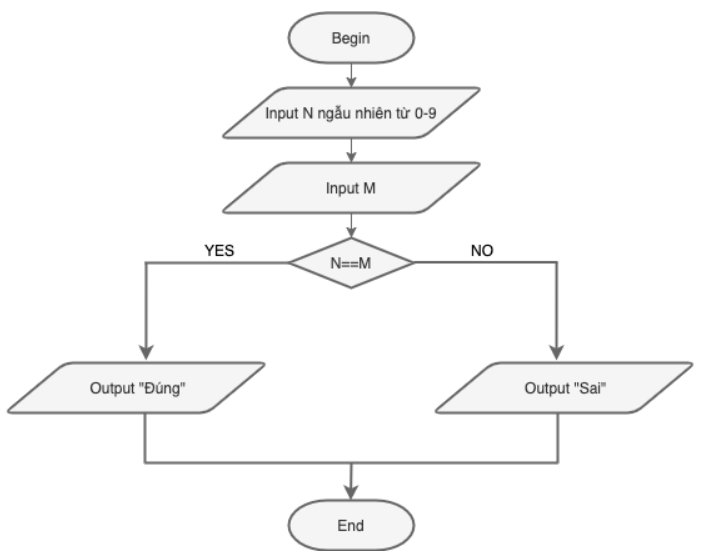 Begin
Input N ngẫu nhiên từ 0-9
Input M
YES
NO
N==M
Output "Đúng"
Output "Sai"
End